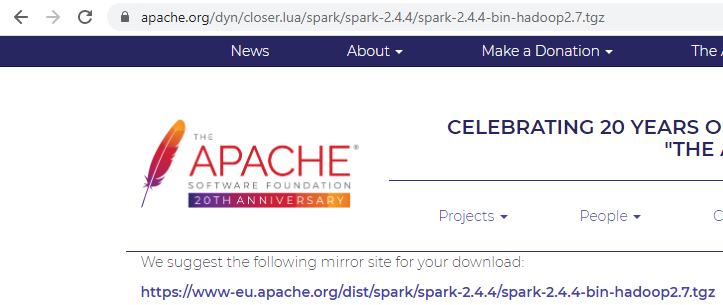 apache.org/dyn/closer.lua/spark/spark-2.4.4/spark-2.4.4-bin-hadoop2.7.tgz
News About Make a Donation The
CELEBRATING 20 YEARS O
"THE
THE
APACHE®
SOFTWARE FOUNDATION
20TH ANNIVERSARY
Projects People C
We suggest the following mirror site for your download:
https://www-eu.apache.org/dist/spark/spark-2.4.4/spark-2.4.4-bin-hadoop2.7.tgz